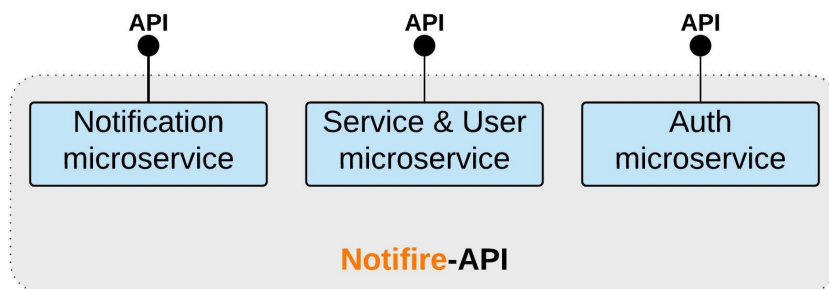 API API API
Notification Service & User Auth
microservice microservice microservice
Notifire-API